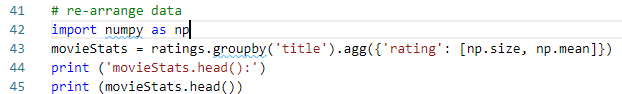 41 # re-arrange data
42 import numpy as np
43 movieStats = ratings.groupby('title').agg({'rating': [np.size, np.mean]})
44 print ('movieStats.head():')
45 print (movieStats.head())